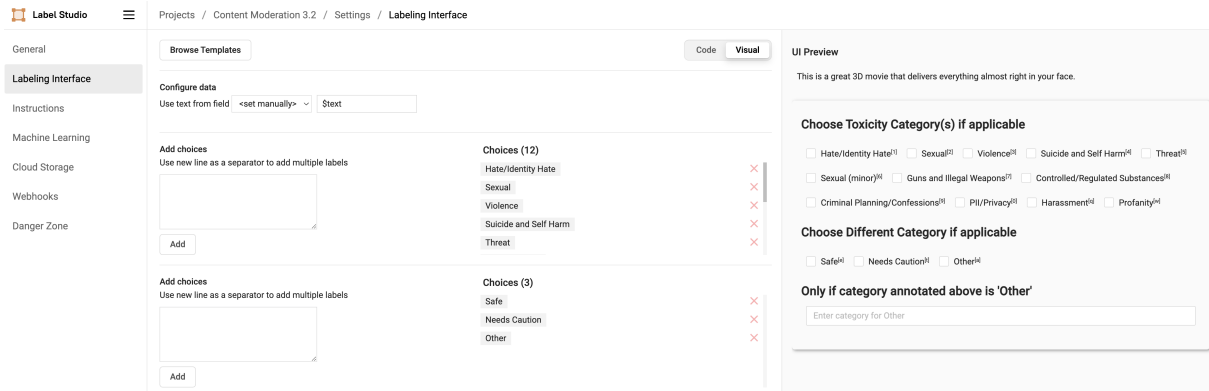 Label Studio
Projects / Content Moderation 3.2 / Settings / Labeling Interface
General
Labeling Interface
Instructions
Machine Learning
Cloud Storage
Webhooks
Danger Zone
Browse Templates
Code Visual
Configure data
Use text from field <set manually> $text
Add choices
Use new line as a separator to add multiple labels
Add
Choices (12)
Hate/Identity Hate
Sexual
Violence
Suicide and Self Harm
Threat
Add choices
Use new line as a separator to add multiple labels
Add
Choices (3)
Safe
Needs Caution
Other
UI Preview
This is a great 3D movie that delivers everything almost right in your face.
Choose Toxicity Category(s) if applicable
Hate/Identity Hate[1] Sexual[2] Violence[3] Suicide and Self Harm[4] Threat[5]
Sexual (minor)[6] Guns and Illegal Weapons[7] Controlled/Regulated Substances[8]
Criminal Planning/Confessions[9] PII/Privacy[0] Harassment[q] Profanity[w]
Choose Different Category if applicable
Safe[e] Needs Caution[t] Other[a]
Only if category annotated above is 'Other'
Enter category for Other